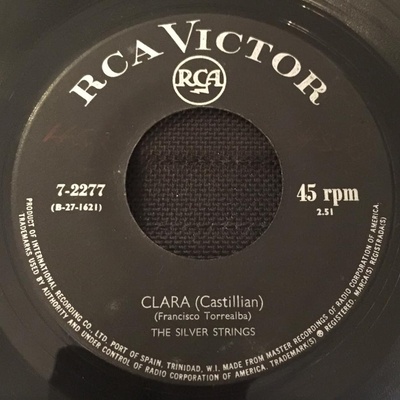 RCA VICTOR
RCA
7-2277
(B-27-1621)
45 rpm
2.51
CLARA (Castillian)
(Francisco Torrealba)
THE SILVER STRINGS
PRODUCT OF INTERNATIONAL RECORDING CO. LTD. PORT OF SPAIN, TRINIDAD, W.I. MADE FROM MASTER RECORDINGS OF RADIO CORPORATION OF AMERICA.
TRADEMARKS USED BY AUTHORITY AND UNDER CONTROL OF RADIO CORPORATION OF AMERICA. TRADEMARK(S) ® REGISTERED. MARCA(S) REGISTRADA(S)